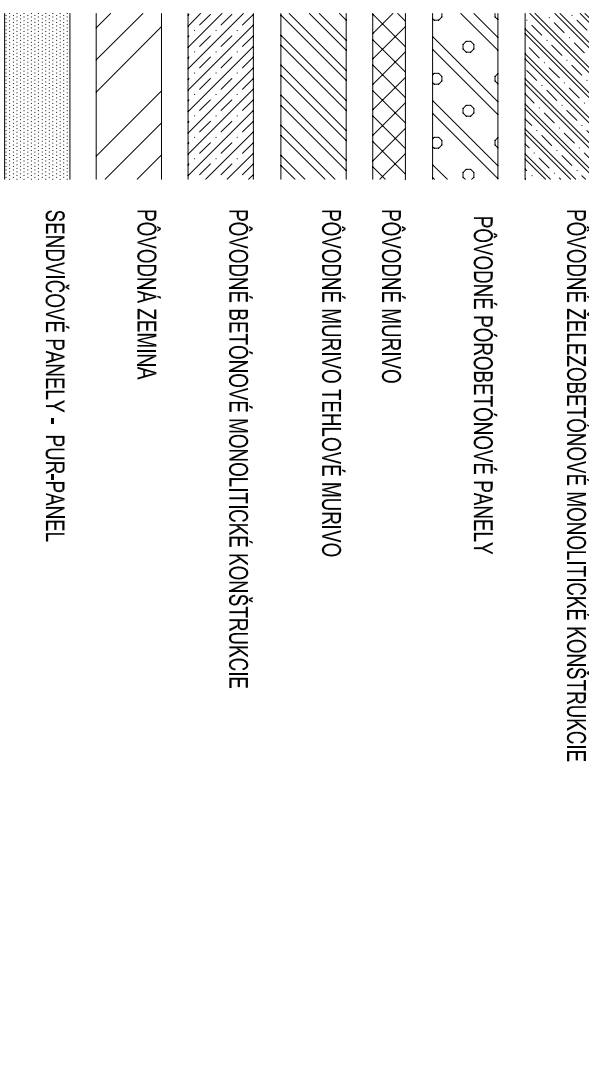 PÔVODNÉ ŽELEZOBETÓNOVÉ MONOLITICKÉ KONŠTRUKCIE
PÔVODNÉ PÓROBETÓNOVÉ PANELY
PÔVODNÉ MURIVO
PÔVODNÉ MURIVO TEHLOVÉ MURIVO
PÔVODNÉ BETÓNOVÉ MONOLITICKÉ KONŠTRUKCIE
PÔVODNÁ ZEMINA
SENDVIČOVÉ PANELY - PUR-PANEL